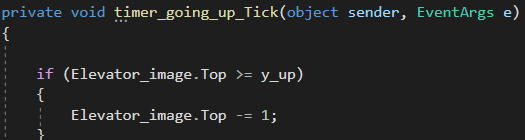 private void timer_going_up_Tick(object sender, EventArgs e)
{
if (Elevator_image.Top >= y_up)
{
Elevator_image.Top -= 1;
}